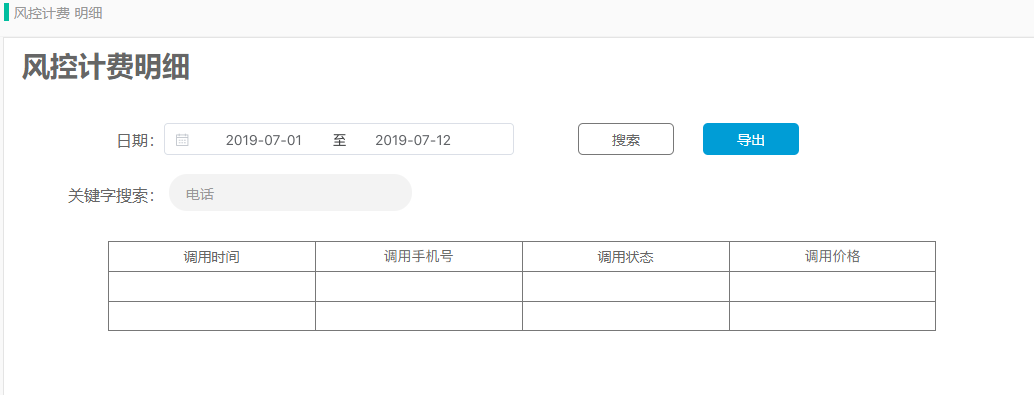 风控计费 明细
风控计费明细
日期： 2019-07-01 至 2019-07-12 搜索 导出
关键字搜索： 电话
调用时间 调用手机号 调用状态 调用价格